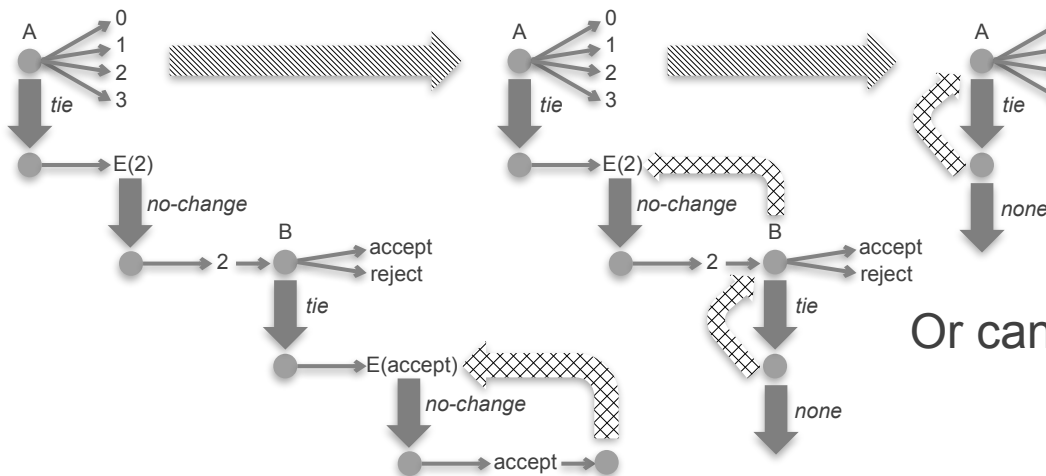 A
0
1
2
3
tie
E(2)
no-change
2
B
accept
reject
tie
E(accept)
no-change
accept
A
0
1
2
3
tie
E(2)
no-change
2
B
accept
reject
tie
none
A
tie
none
Or can